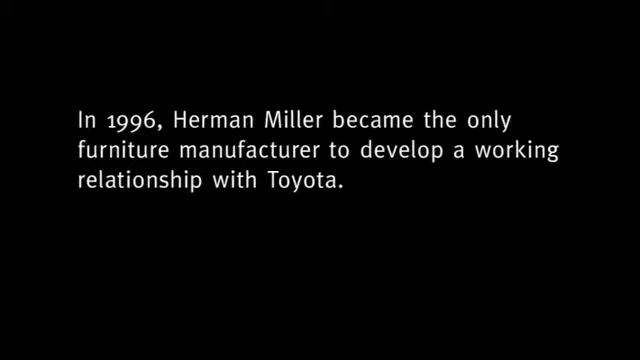 In 1996, Herman Miller became the only
furniture manufacturer to develop a working
relationship with Toyota.